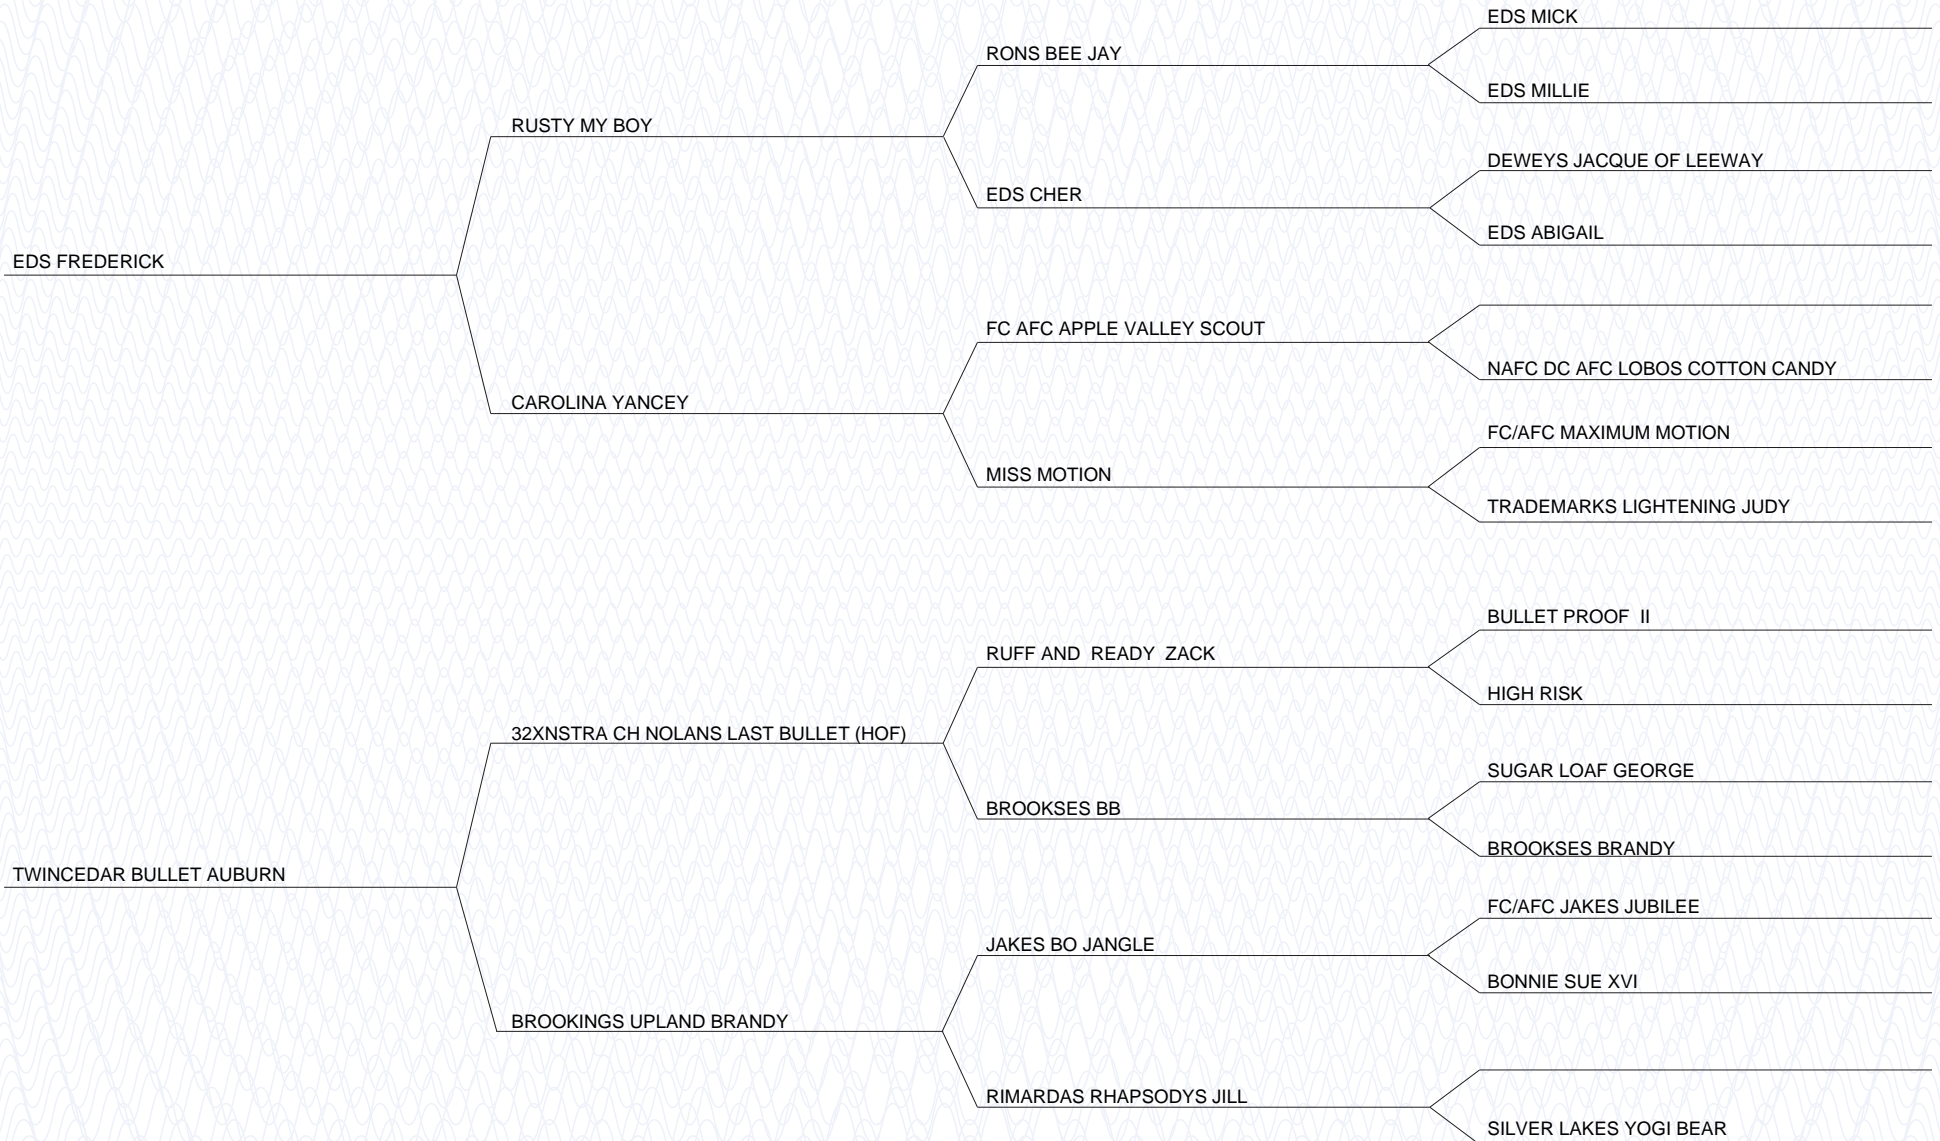 EDS MICK
RONS BEE JAY
EDS MILLIE
RUSTY MY BOY
DEWEYS JACQUE OF LEEWAY
EDS CHER
EDS ABIGAIL
EDS FREDERICK
FC AFC APPLE VALLEY SCOUT
NAFC DC AFC LOBOS COTTON CANDY
CAROLINA YANCEY
FC/AFC MAXIMUM MOTION
MISS MOTION
TRADEMARKS LIGHTENING JUDY
BULLET PROOF  II
RUFF AND  READY  ZACK
HIGH RISK
32XNSTRA CH NOLANS LAST BULLET (HOF)
SUGAR LOAF GEORGE
BROOKSES BB
BROOKSES BRANDY
TWINCEDAR BULLET AUBURN
FC/AFC JAKES JUBILEE
JAKES BO JANGLE
BONNIE SUE XVI
BROOKINGS UPLAND BRANDY
RIMARDAS RHAPSODYS JILL
SILVER LAKES YOGI BEAR